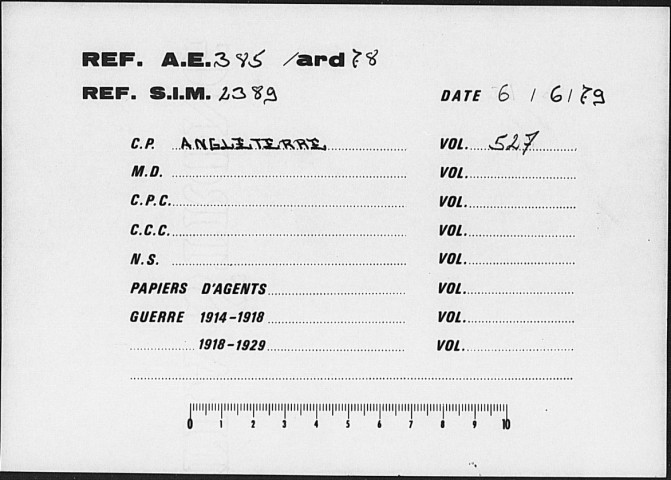 REF. A.E. 385 /ard 78
REF. S.I.M. 2389 DATE 6 / 6 / 79
C.P. ANGLETERRE VOL. 527
M.D. VOL.
C.P.C. VOL.
C.C.C. VOL.
N.S. VOL.
PAPIERS D'AGENTS VOL.
GUERRE 1914-1918 VOL.
1918-1929 VOL.
0 1 2 3 4 5 6 7 8 9 10